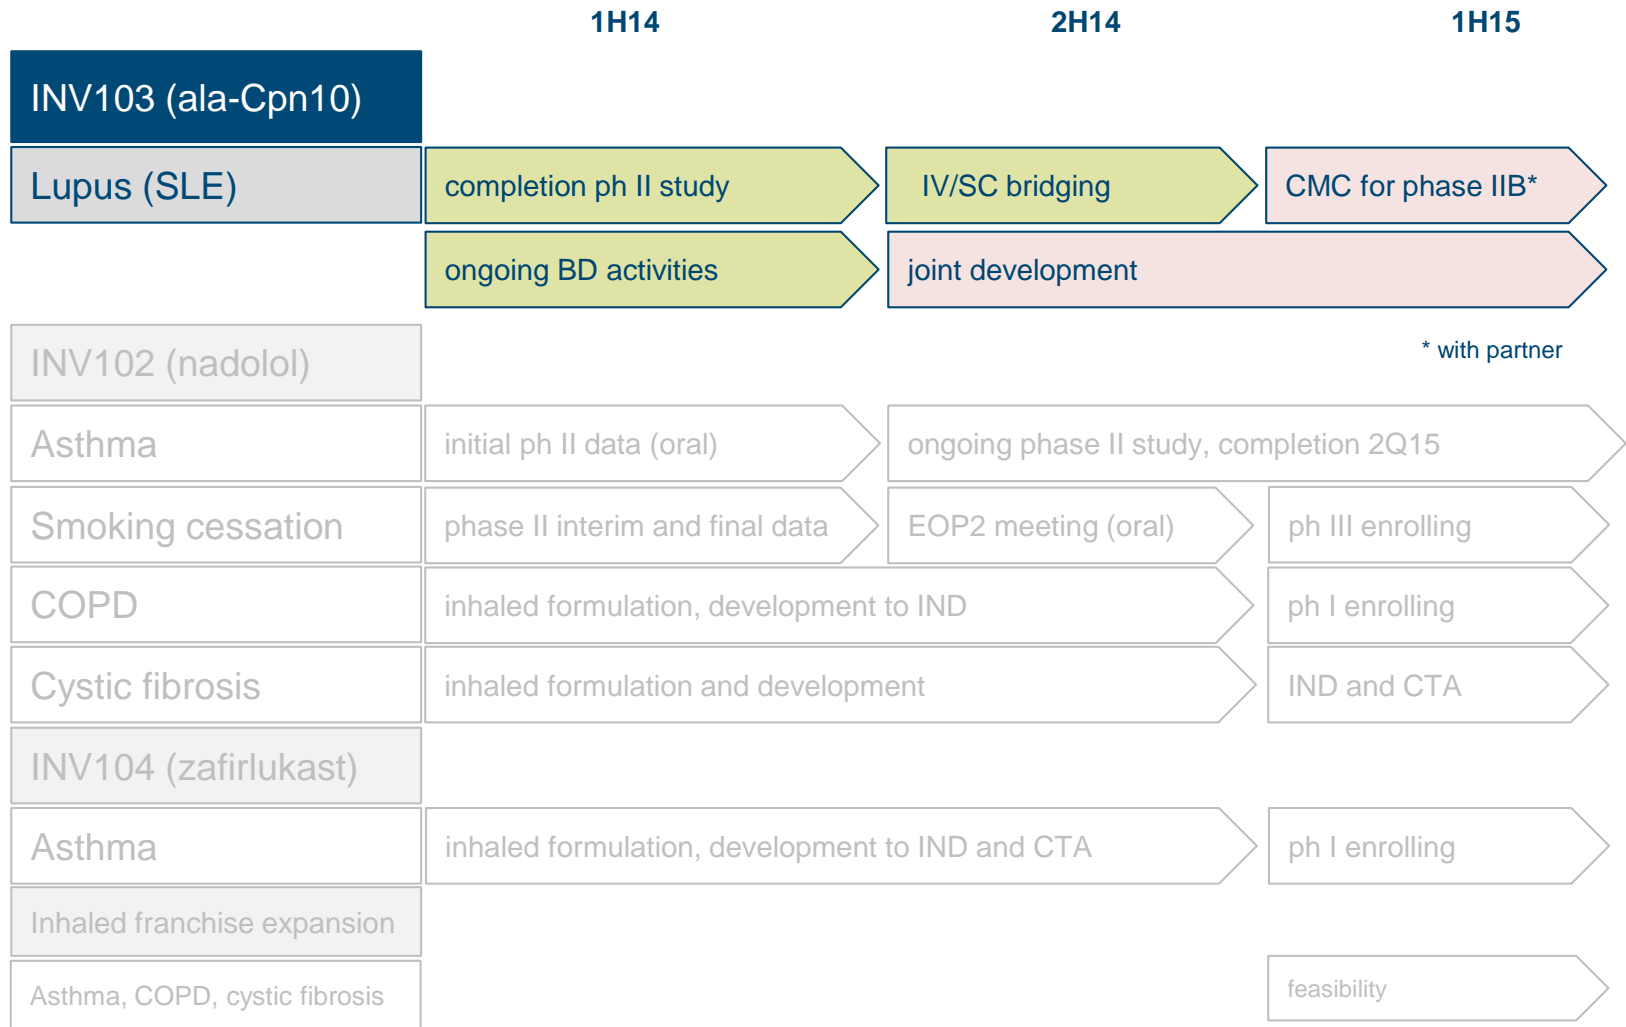 1H14 2H14 1H15
INV103 (ala-Cpn10)
Lupus (SLE) completion ph II study IV/SC bridging CMC for phase IIB*
ongoing BD activities joint development
INV102 (nadolol) * with partner
Asthma initial ph II data (oral) ongoing phase II study, completion 2Q15
Smoking cessation phase II interim and final data EOP2 meeting (oral) ph III enrolling
COPD inhaled formulation, development to IND ph I enrolling
Cystic fibrosis inhaled formulation and development IND and CTA
INV104 (zafirlukast)
Asthma inhaled formulation, development to IND and CTA ph I enrolling
Inhaled franchise expansion
Asthma, COPD, cystic fibrosis feasibility